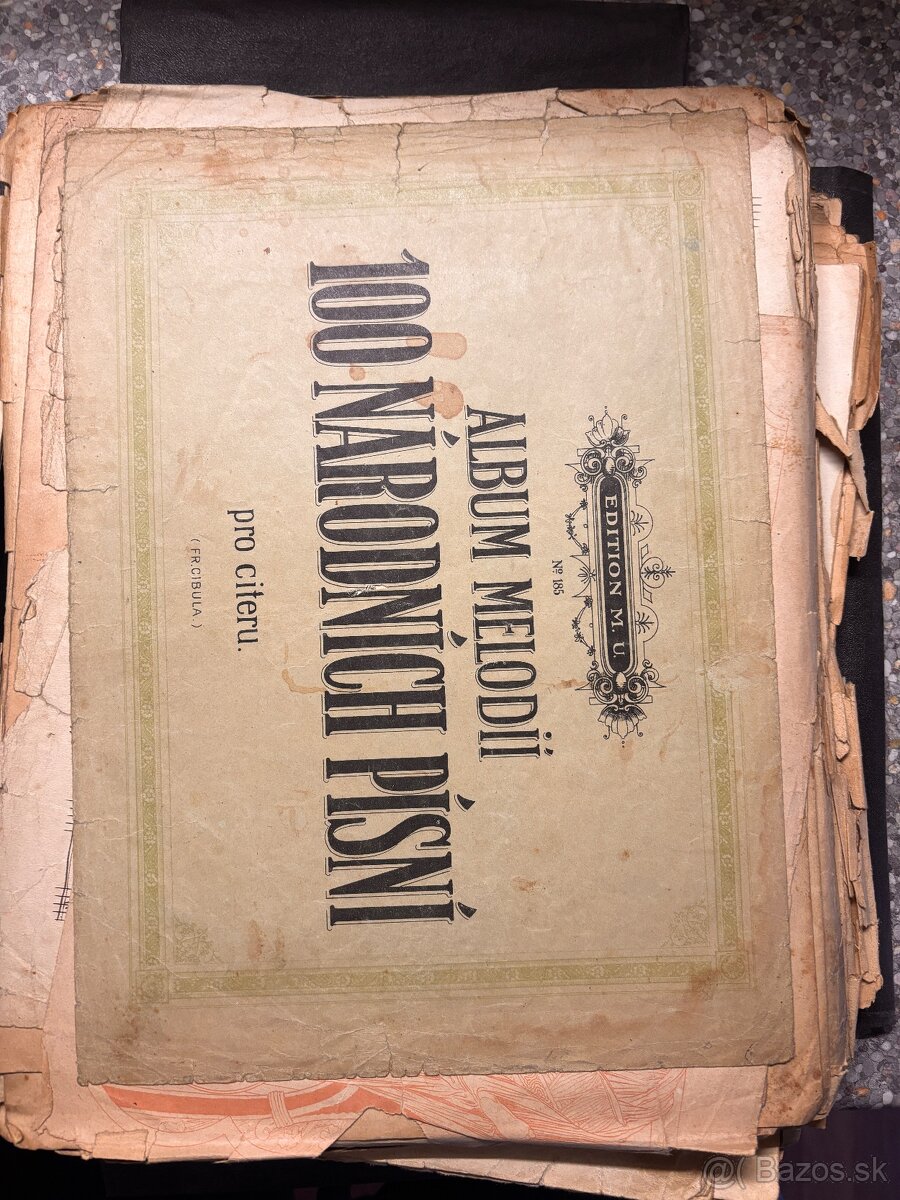 EDITION M. U.
Nº 185
ALBUM MELODIÍ
100 NÁRODNÍCH PÍSNÍ
pro citeru.
(FR. CIBULA.)
Bazos.sk